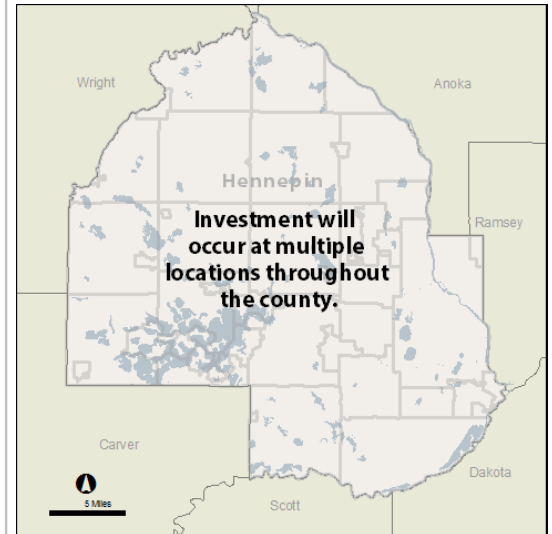 Wright
Anoka
Hennepin
Ramsey
Investment will
occur at multiple
locations throughout
the county.
Carver
Dakota
5 Miles
Scott